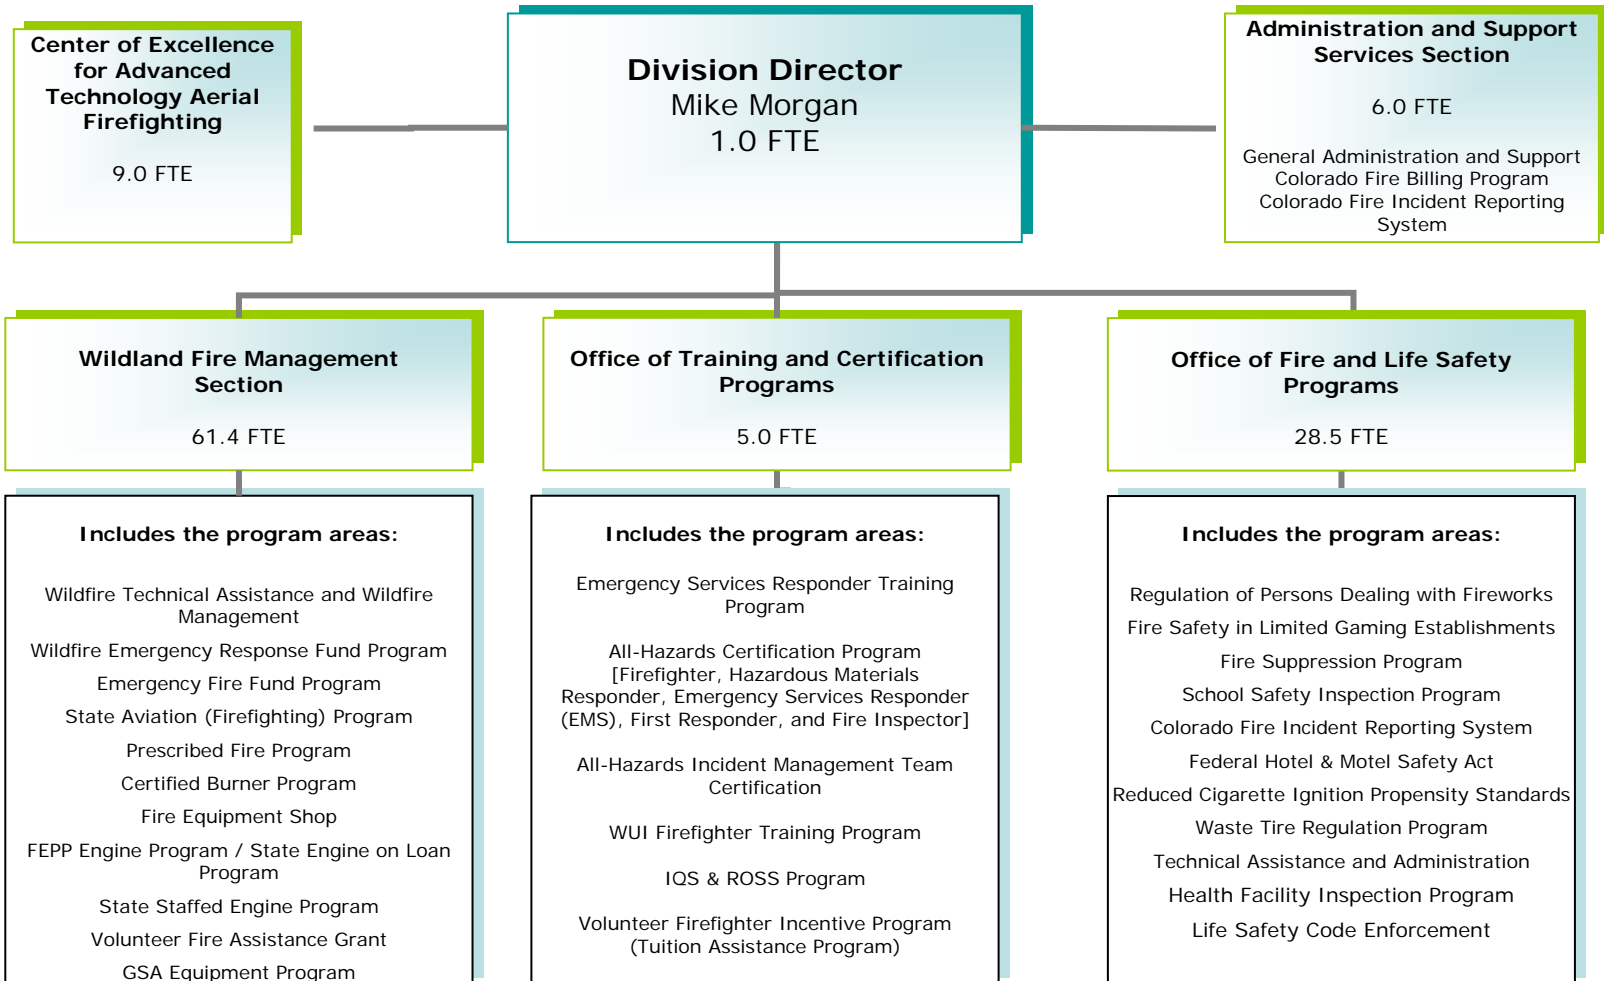 Center of Excellence
for Advanced
Technology Aerial
Firefighting
9.0 FTE
Division Director
Mike Morgan
1.0 FTE
Administration and Support
Services Section
6.0 FTE
General Administration and Support
Colorado Fire Billing Program
Colorado Fire Incident Reporting
System
Wildland Fire Management
Section
61.4 FTE
Office of Training and Certification
Programs
5.0 FTE
Office of Fire and Life Safety
Programs
28.5 FTE
Includes the program areas:
Wildfire Technical Assistance and Wildfire
Management
Wildfire Emergency Response Fund Program
Emergency Fire Fund Program
State Aviation (Firefighting) Program
Prescribed Fire Program
Certified Burner Program
Fire Equipment Shop
FEPP Engine Program / State Engine on Loan
Program
State Staffed Engine Program
Volunteer Fire Assistance Grant
GSA Equipment Program
Includes the program areas:
Emergency Services Responder Training
Program
All-Hazards Certification Program
[Firefighter, Hazardous Materials
Responder, Emergency Services Responder
(EMS), First Responder, and Fire Inspector]
All-Hazards Incident Management Team
Certification
WUI Firefighter Training Program
IQS & ROSS Program
Volunteer Firefighter Incentive Program
(Tuition Assistance Program)
Includes the program areas:
Regulation of Persons Dealing with Fireworks
Fire Safety in Limited Gaming Establishments
Fire Suppression Program
School Safety Inspection Program
Colorado Fire Incident Reporting System
Federal Hotel & Motel Safety Act
Reduced Cigarette Ignition Propensity Standards
Waste Tire Regulation Program
Technical Assistance and Administration
Health Facility Inspection Program
Life Safety Code Enforcement